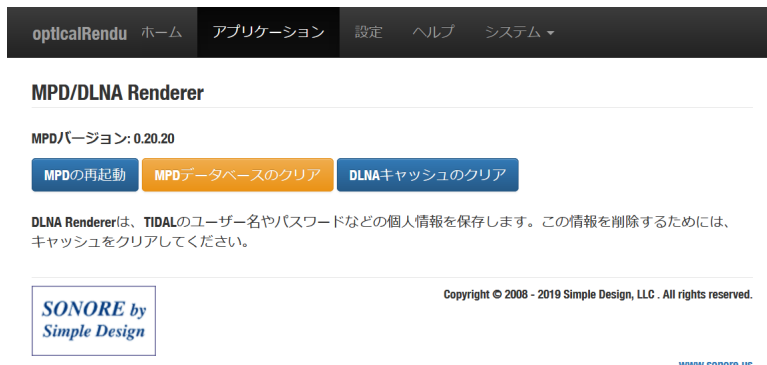 opticalRendu ホーム アプリケーション 設定 ヘルプ システム
MPD/DLNA Renderer
MPDバージョン: 0.20.20
MPDの再起動 MPDデータベースのクリア DLNAキャッシュのクリア
DLNA Rendererは、TIDALのユーザー名やパスワードなどの個人情報を保存します。この情報を削除するためには、
キャッシュをクリアしてください。
SONORE by
Simple Design
Copyright © 2008 - 2019 Simple Design, LLC . All rights reserved.
www.sonore.us